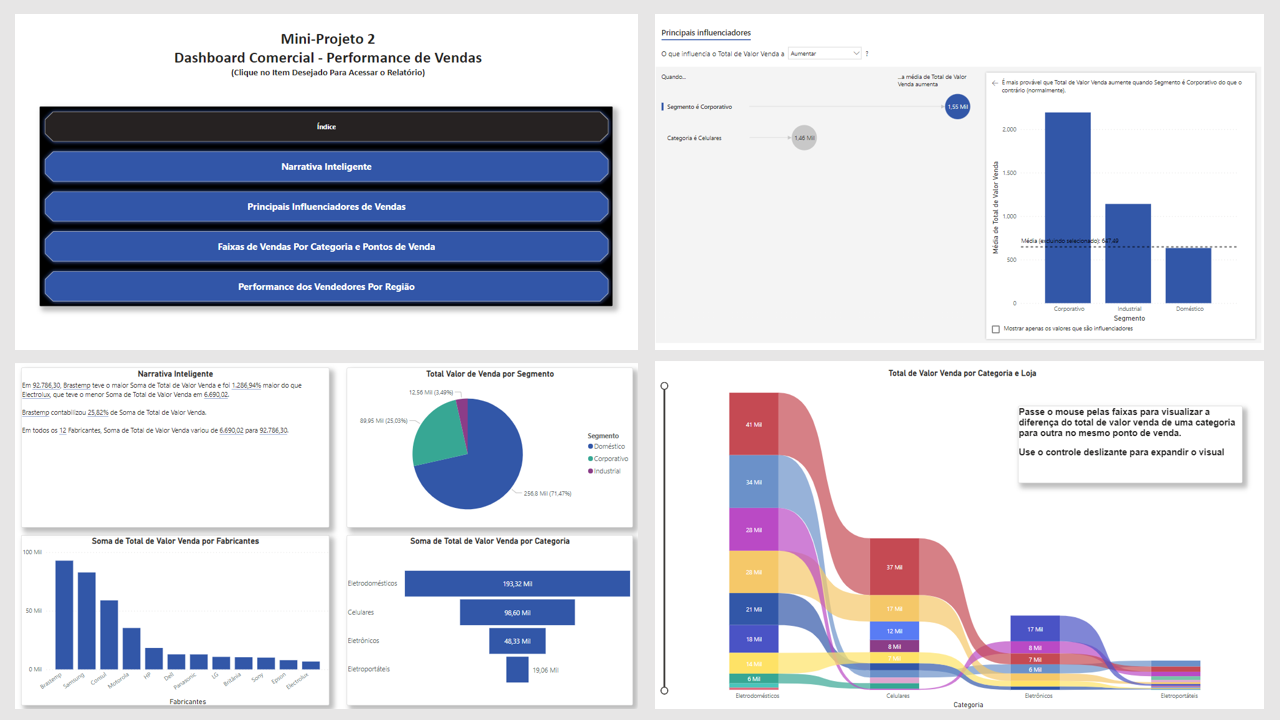 Mini-Projeto 2
Dashboard Comercial - Performance de Vendas
(Clique no Item Desejado Para Acessar o Relatório)
Índice
Narrativa Inteligente
Principais Influenciadores de Vendas
Faixas de Vendas Por Categoria e Pontos de Venda
Performance dos Vendedores Por Região
Principais influenciadores
O que influencia o Total de Valor Venda a Aumentar ?
Quando...
...a média de Total de Valor
Venda aumenta
Segmento é Corporativo
1,55 Mil
Categoria é Celulares
1,46 Mil
É mais provável que Total de Valor Venda aumente quando Segmento é Corporativo do que o
contrário (normalmente).
Média de Total de Valor Venda
2.000
1.500
1.000
500
0
Média (excluindo selecionado): 647,49
Corporativo
Industrial
Doméstico
Segmento
Mostrar apenas os valores que são influenciadores
Narrativa Inteligente
Em 92.786,30, Brastemp teve o maior Soma de Total de Valor Venda e foi 1.286,94% maior do que
Electrolux, que teve o menor Soma de Total de Valor Venda em 6.690,02.
Brastemp contabilizou 25,82% de Soma de Total de Valor Venda.
Em todos os 12 Fabricantes, Soma de Total de Valor Venda variou de 6.690,02 para 92.786,30.
Total Valor de Venda por Segmento
12,56 Mil (3,49%)
89,95 Mil (25,03%)
256,8 Mil (71,47%)
Segmento
Doméstico
Corporativo
Industrial
Soma de Total de Valor Venda por Fabricantes
100 Mil
50 Mil
0 Mil
Consul
Motorola
HP
Britânia
Sony
Epson
Electrolux
Fabricantes
Soma de Total de Valor Venda por Categoria
Eletrodomésticos
193,32 Mil
Celulares
98,60 Mil
Eletrônicos
48,33 Mil
Eletroportáteis
19,06 Mil
Total de Valor Venda por Categoria e Loja
Passe o mouse pelas faixas para visualizar a
diferença do total de valor venda de uma categoria
para outra no mesmo ponto de venda.
Use o controle deslizante para expandir o visual
41 Mil
34 Mil
28 Mil
28 Mil
21 Mil
18 Mil
14 Mil
6 Mil
37 Mil
17 Mil
12 Mil
8 Mil
7 Mil
17 Mil
8 Mil
7 Mil
6 Mil
Eletrodomésticos
Celulares
Eletrônicos
Eletroportáteis
Categoria